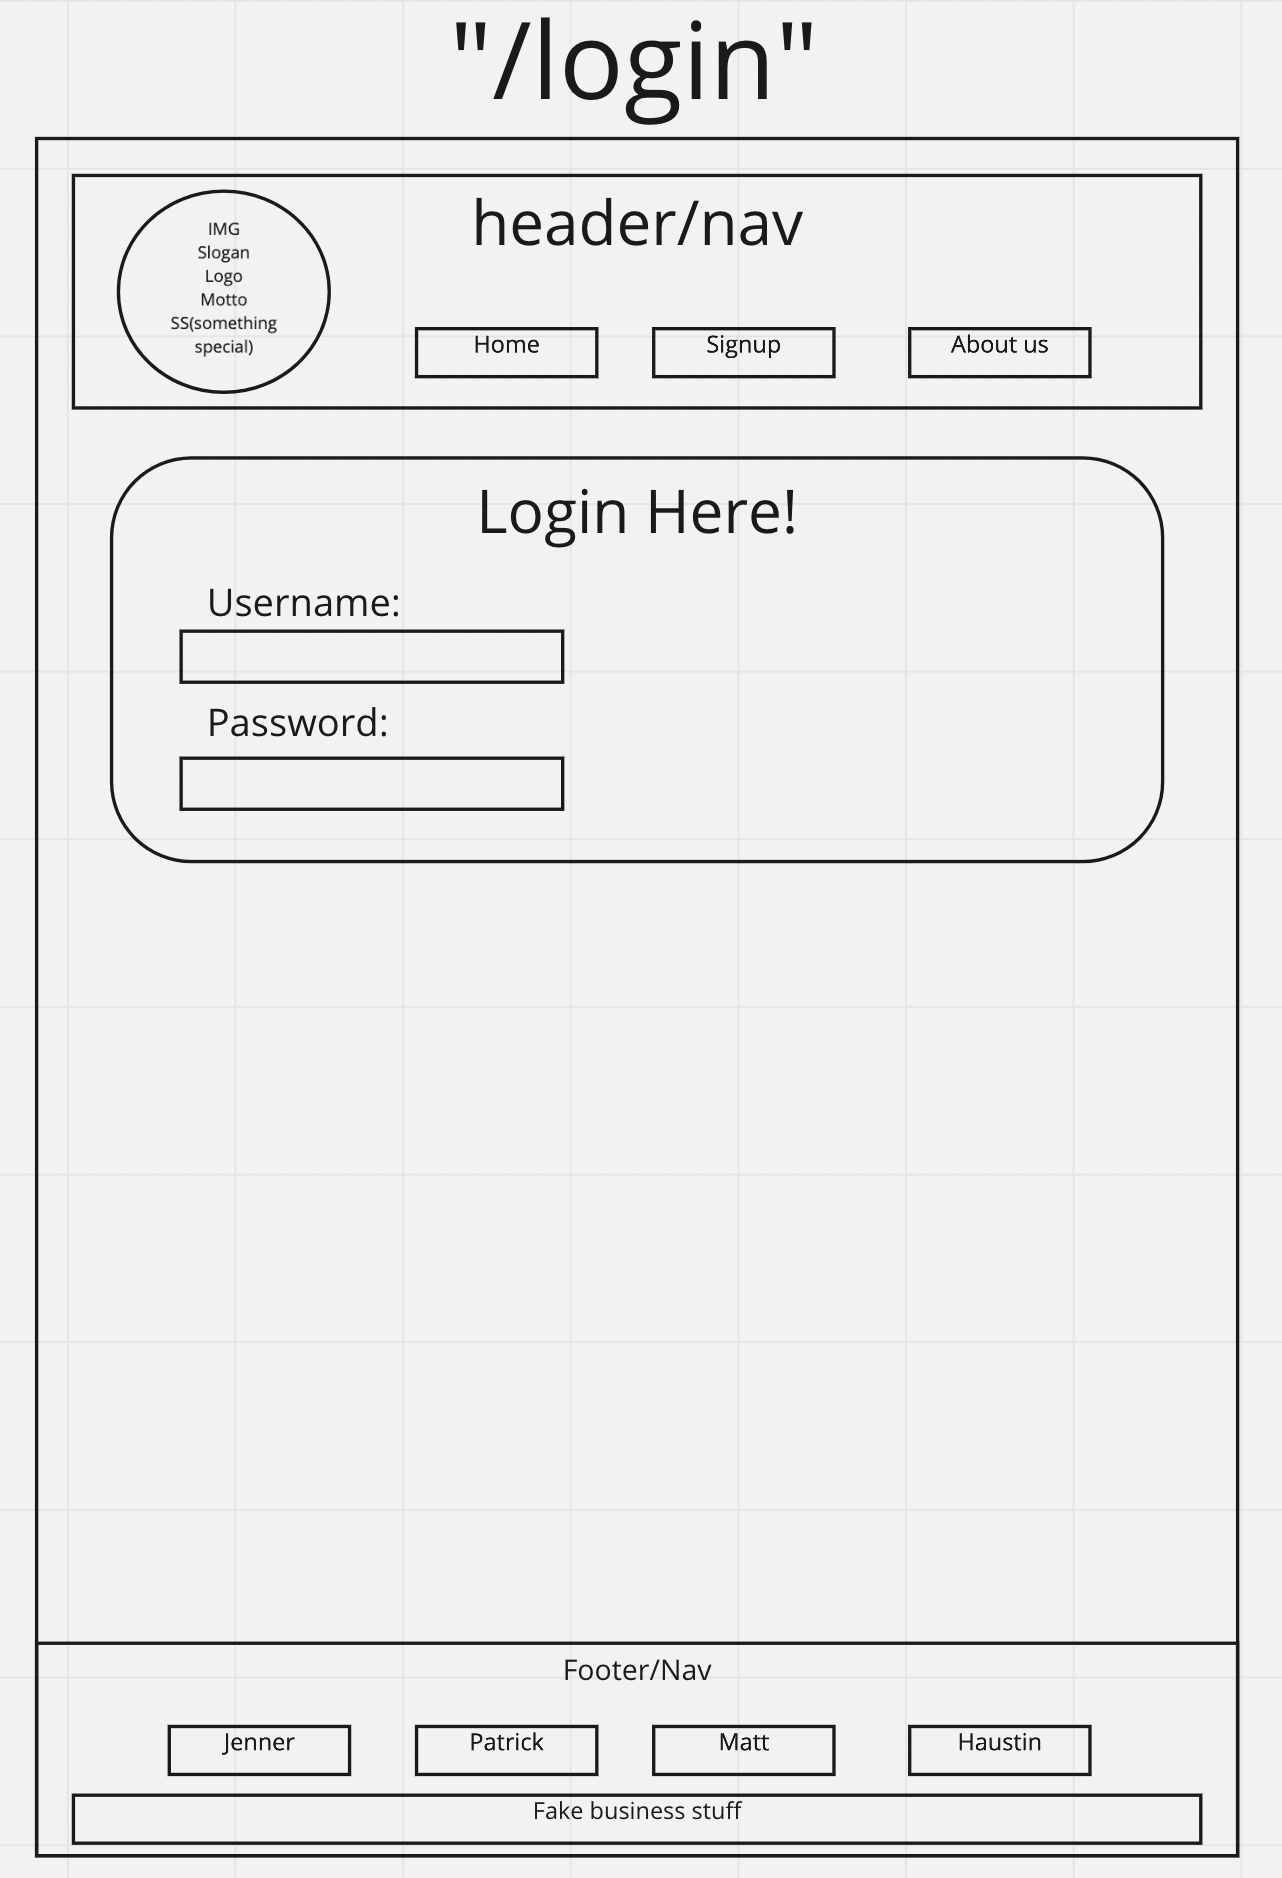 "/login"
header/nav
IMG
Slogan
Logo
Motto
SS(something
special)
Home
Signup
About us
Login Here!
Username:
Password:
Footer/Nav
Jenner
Patrick
Matt
Haustin
Fake business stuff